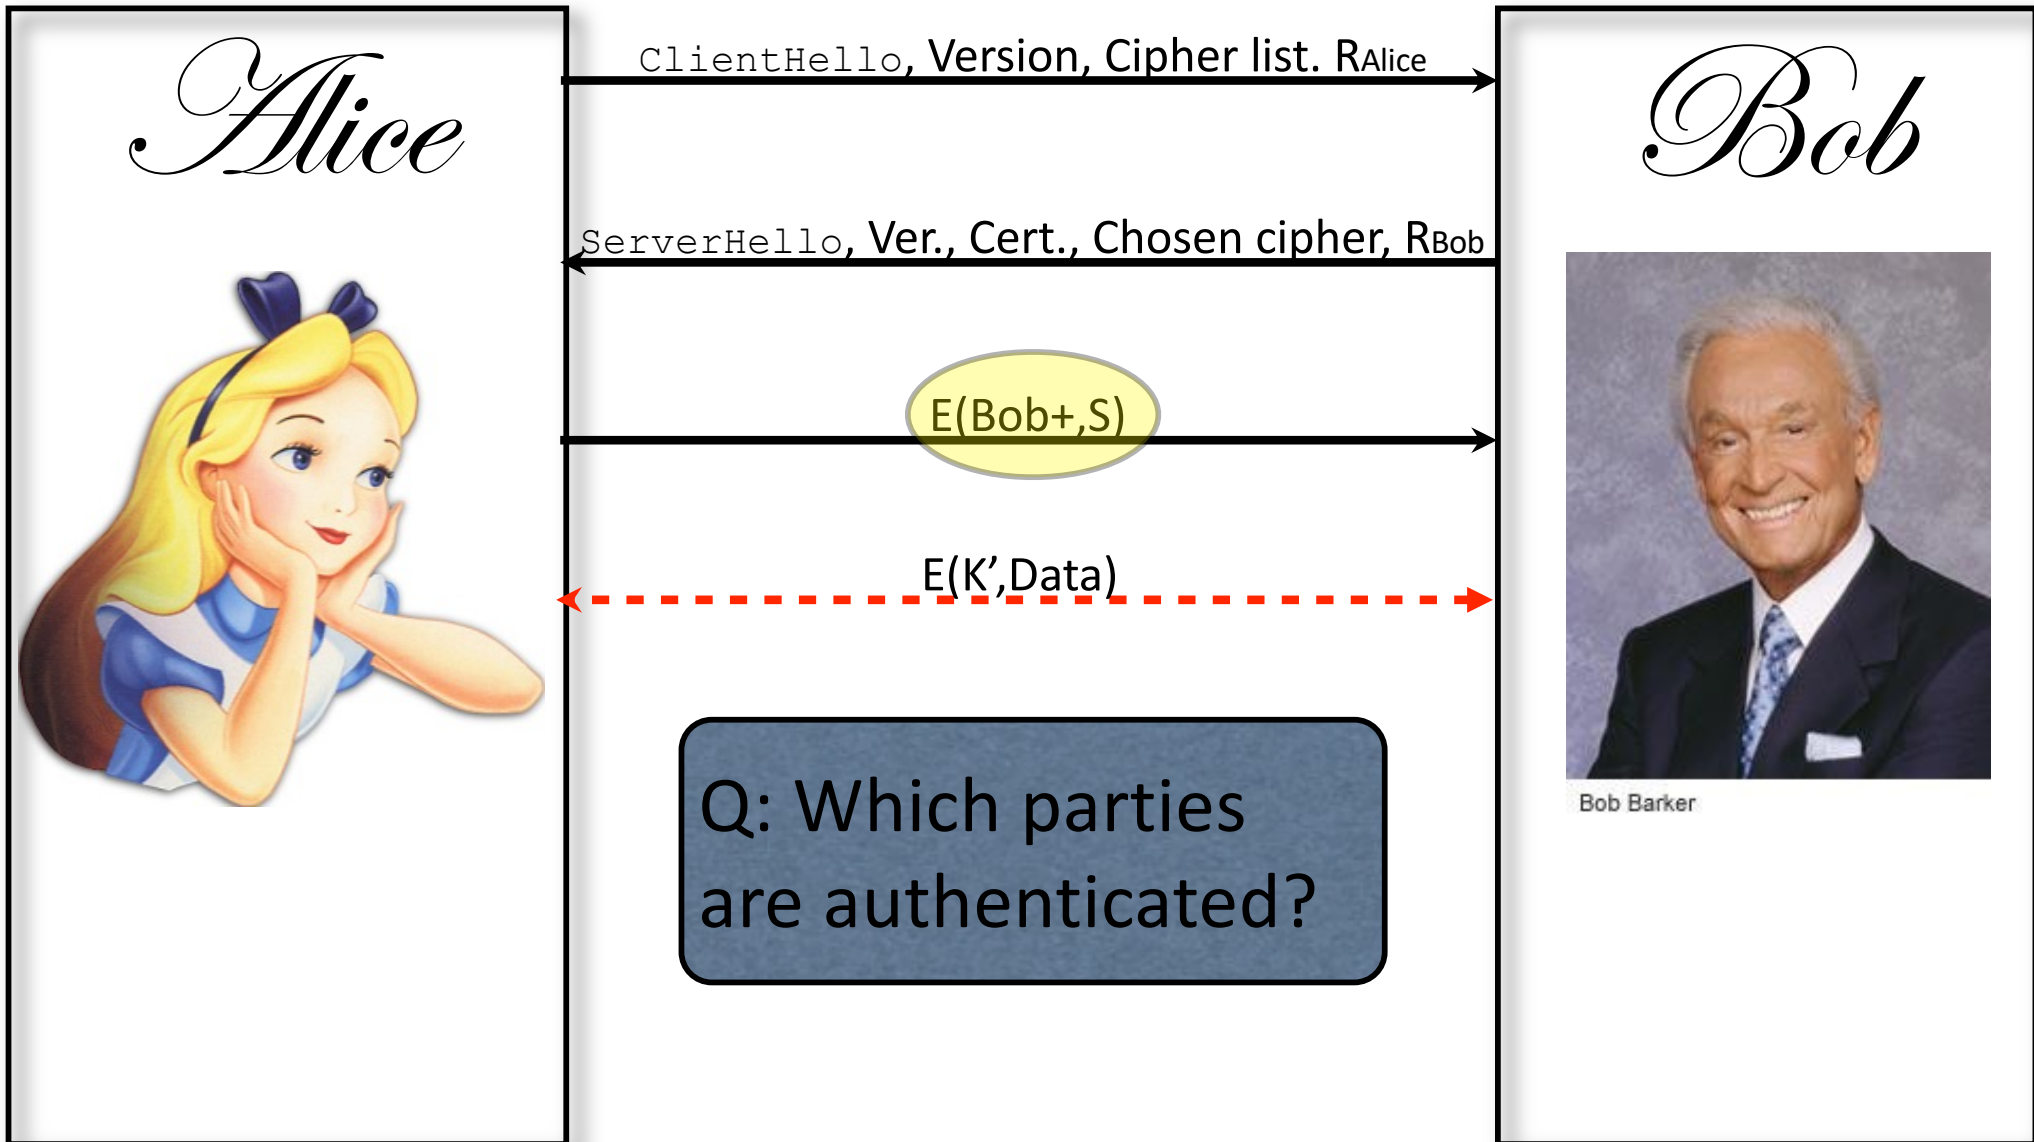 Alice
Bob
ClientHello, Version, Cipher list. RAlice
ServerHello, Ver., Cert., Chosen cipher, RBob
E(Bob+,S)
E(K’,Data)
Q: Which parties
are authenticated?
Bob Barker